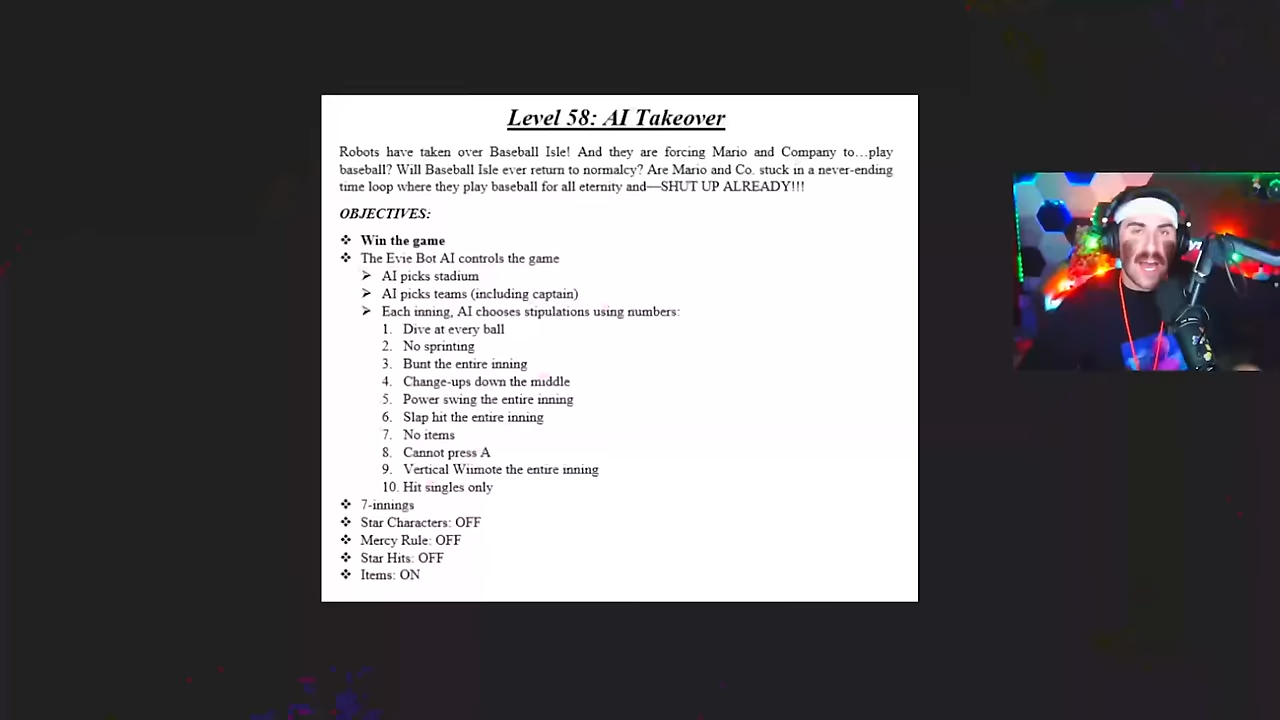 Level 58: AI Takeover
Robots have taken over Baseball Isle! And they are forcing Mario and Company to…play
baseball? Will Baseball Isle ever return to normalcy? Are Mario and Co. stuck in a never-ending
time loop where they play baseball for all eternity and—SHUT UP ALREADY!!!
OBJECTIVES:
❖ Win the game
❖ The Evie Bot AI controls the game
➢ AI picks stadium
➢ AI picks teams (including captain)
➢ Each inning, AI chooses stipulations using numbers:
1. Dive at every ball
2. No sprinting
3. Bunt the entire inning
4. Change-ups down the middle
5. Power swing the entire inning
6. Slap hit the entire inning
7. No items
8. Cannot press A
9. Vertical Wiimote the entire inning
10. Hit singles only
❖ 7-innings
❖ Star Characters: OFF
❖ Mercy Rule: OFF
❖ Star Hits: OFF
❖ Items: ON